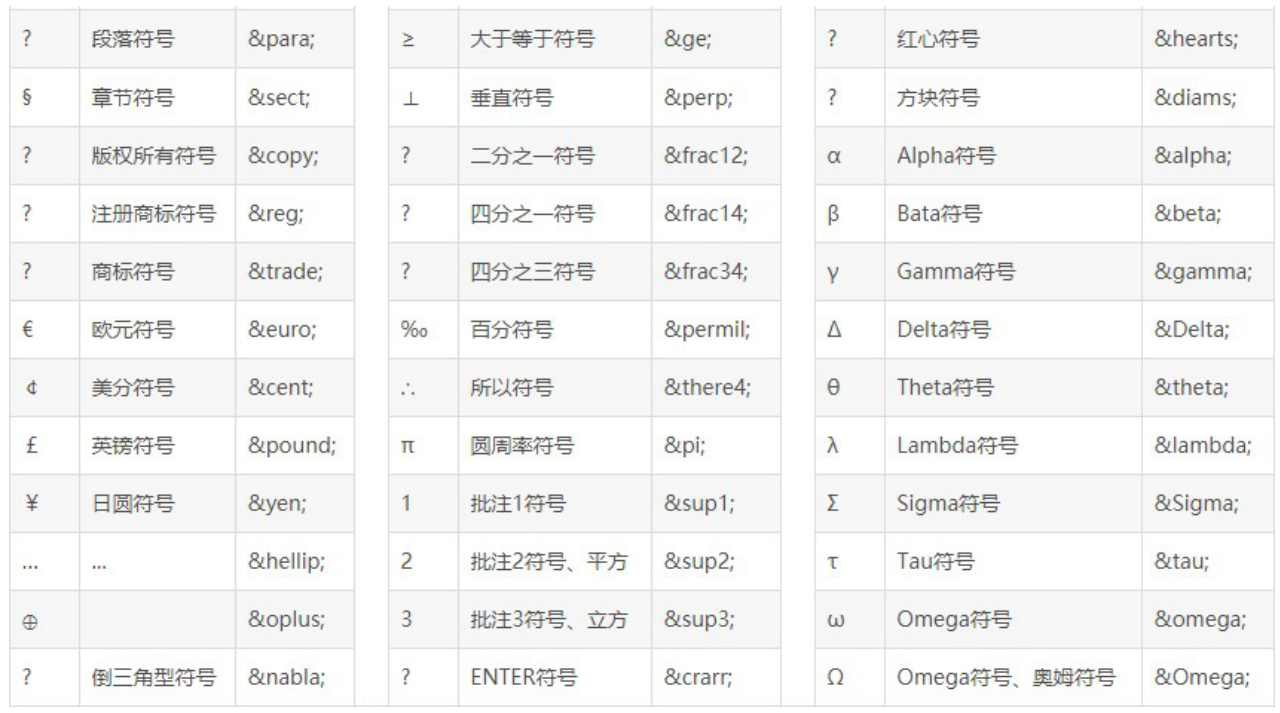 ? 段落符号 &para; ≥ 大于等于符号 &ge; ? 红心符号 &hearts;
§ 章节符号 &sect; ⊥ 垂直符号 &perp; ? 方块符号 &diams;
? 版权所有符号 &copy; ? 二分之一符号 &frac12; α Alpha符号 &alpha;
? 注册商标符号 &reg; ? 四分之一符号 &frac14; β Bata符号 &beta;
? 商标符号 &trade; ? 四分之三符号 &frac34; γ Gamma符号 &gamma;
€ 欧元符号 &euro; ‰ 百分符号 &permil; Δ Delta符号 &Delta;
¢ 美分符号 &cent; ∴ 所以符号 &there4; θ Theta符号 &theta;
£ 英镑符号 &pound; π 圆周率符号 &pi; λ Lambda符号 &lambda;
¥ 日圆符号 &yen; 1 批注1符号 &sup1; Σ Sigma符号 &Sigma;
... ... &hellip; 2 批注2符号、平方 &sup2; τ Tau符号 &tau;
⊕ &oplus; 3 批注3符号、立方 &sup3; ω Omega符号 &omega;
? 倒三角型符号 &nabla; ? ENTER符号 &crarr; Ω Omega符号、奥姆符号 &Omega;